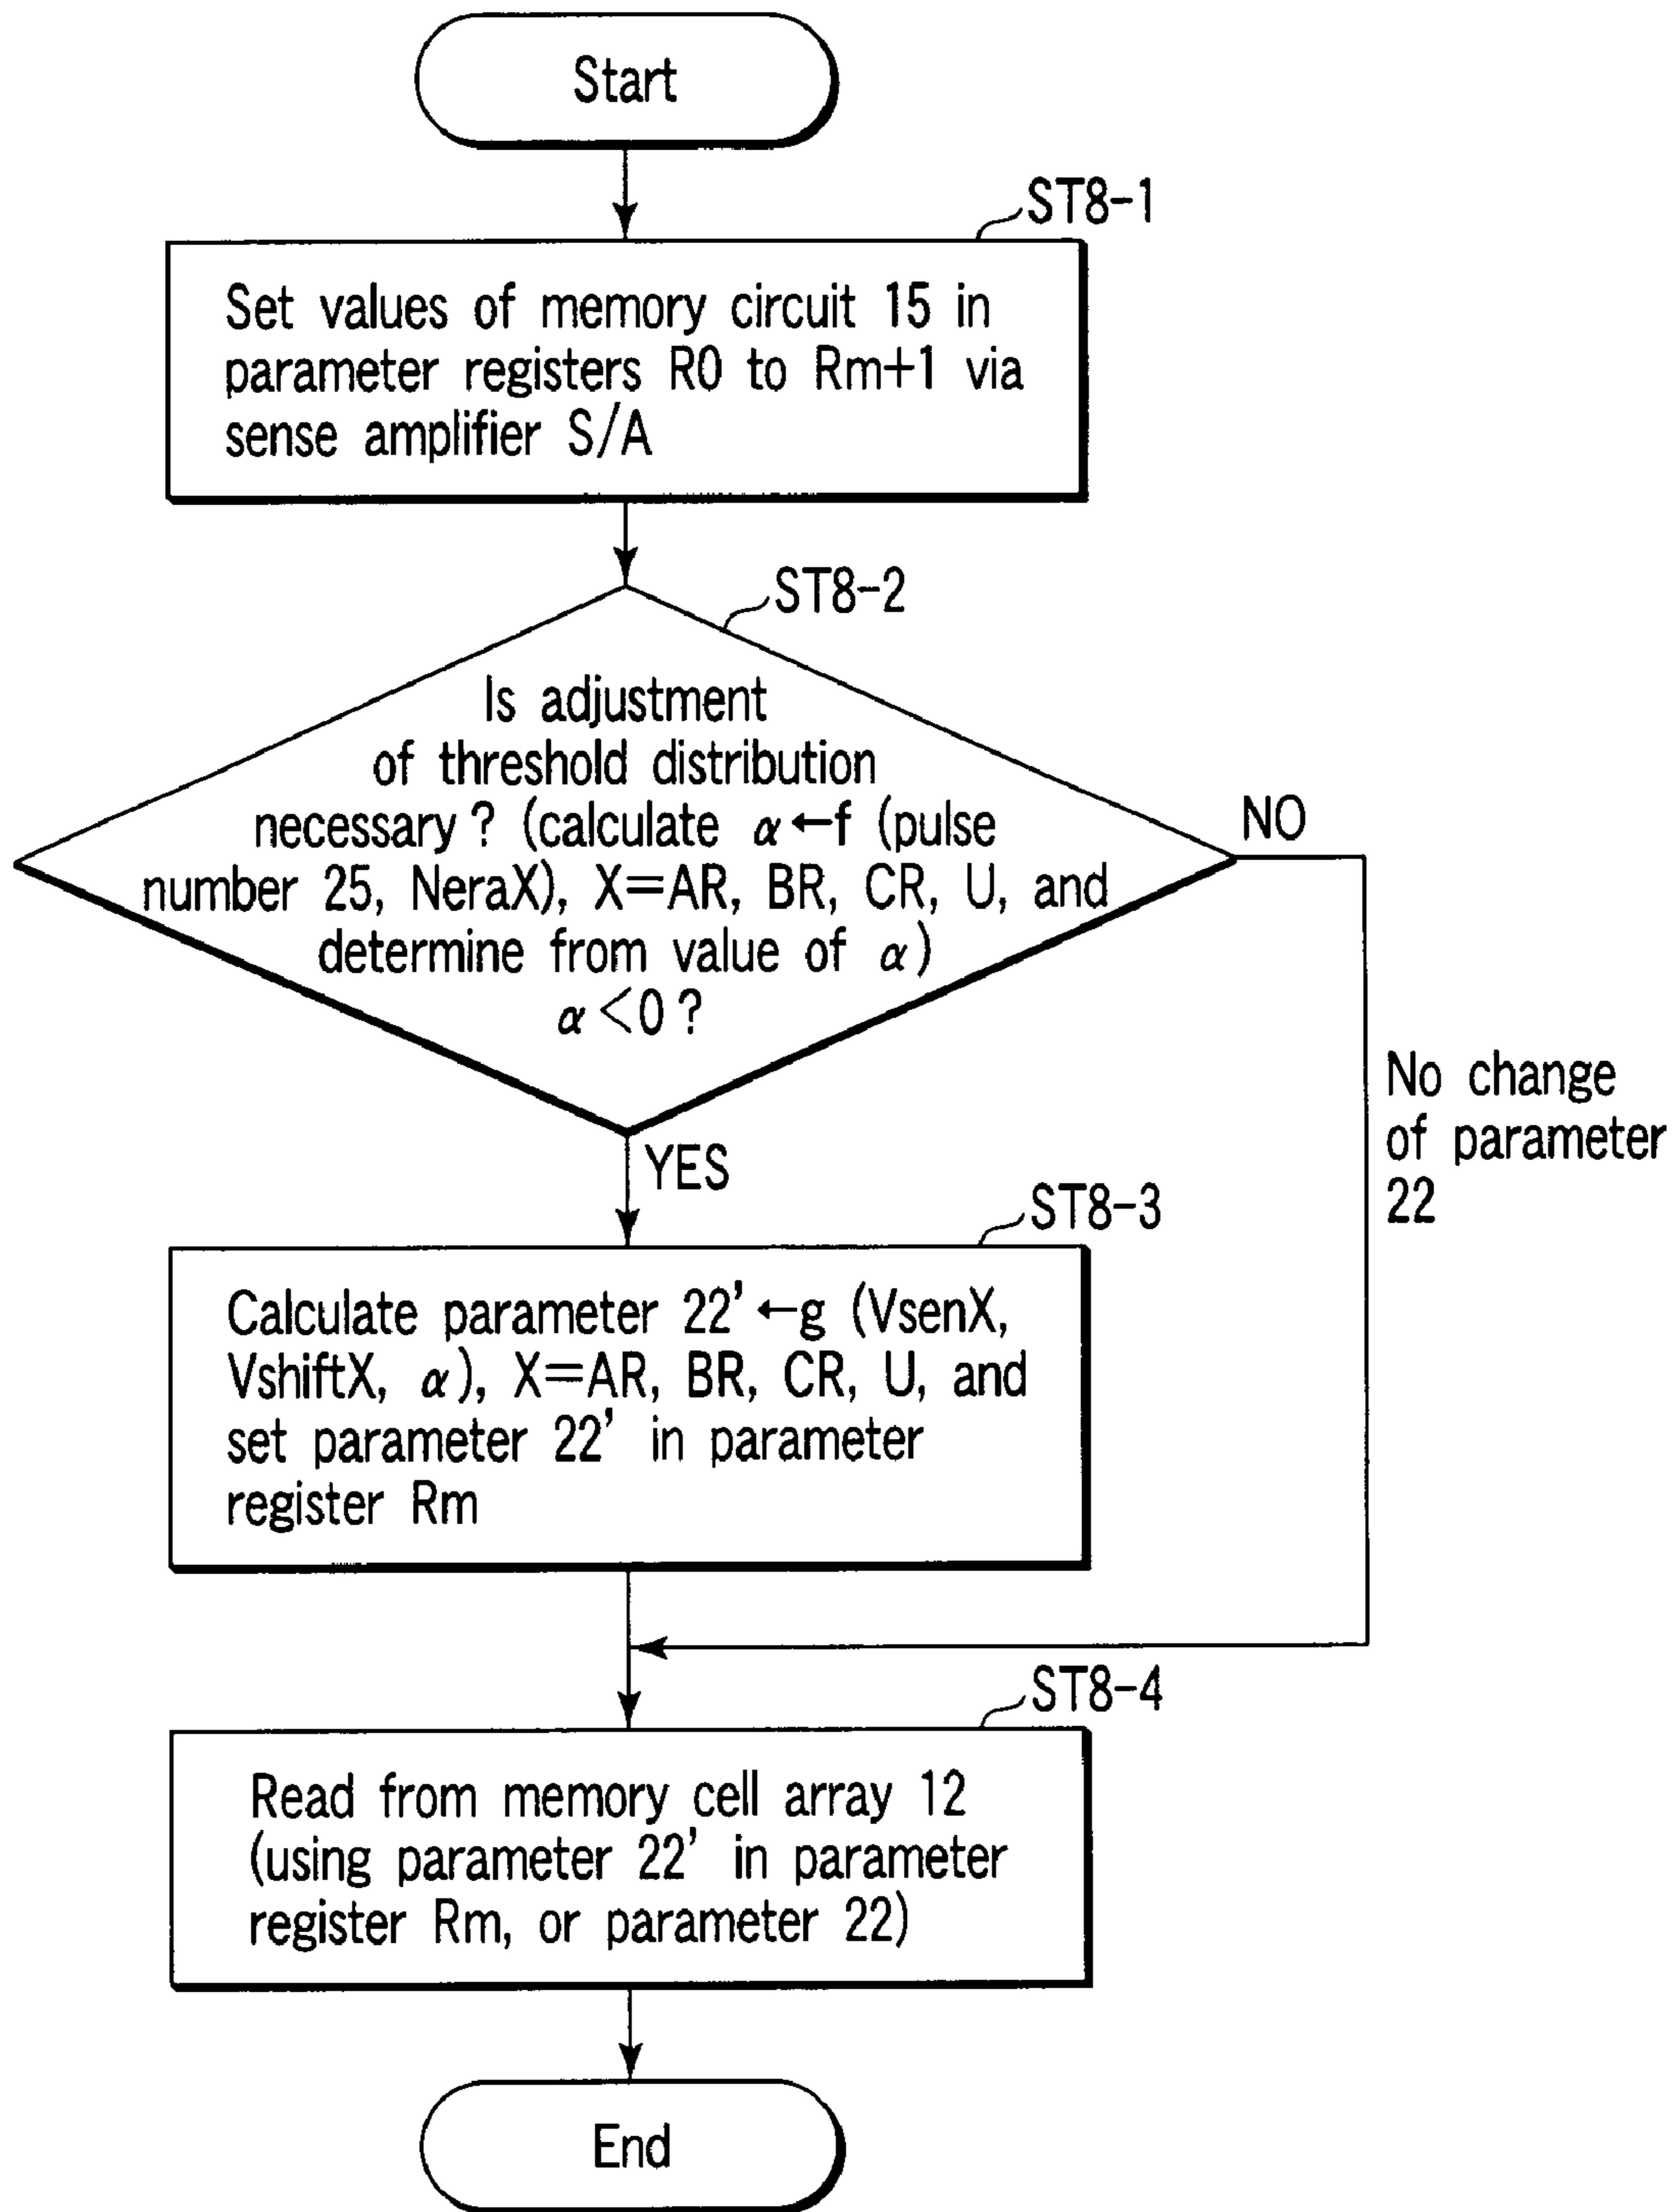 Start
ST8-1
Set values of memory circuit 15 in
parameter registers R0 to Rm+1 via
sense amplifier S/A
ST8-2
Is adjustment
of threshold distribution
necessary ? (calculate α←f (pulse
number 25, NeraX), X=AR, BR, CR, U, and
determine from value of α)
α<0 ?
NO
No change
of parameter
22
YES
ST8-3
Calculate parameter 22'←g (VsenX,
VshiftX, α), X=AR, BR, CR, U, and
set parameter 22' in parameter
register Rm
ST8-4
Read from memory cell array 12
(using parameter 22' in parameter
register Rm, or parameter 22)
End